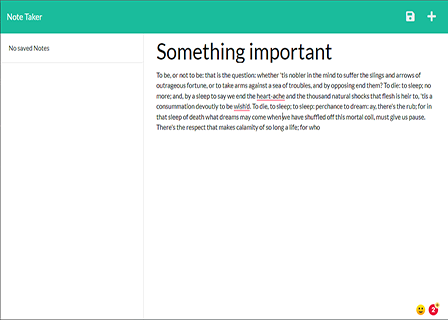 Note Taker
No saved Notes
Something important
To be, or not to be; that is the question; whether 'tis nobler in the mind to suffer the slings and arrows of
outrageous fortune, or to take arms against a sea of troubles, and by opposing end them? To die: to sleep; no
more; and, by a sleep to say we end the heart-ache and the thousand natural shocks that flesh is heir to, 'tis a
consummation devoutly to be wish'd. To die, to sleep; to sleep: perchance to dream: ay, there's the rub; for in
that sleep of death what dreams may come when we have shuffled off this mortal coil, must give us pause.
There's the respect that makes calamity of so long a life; for who
2